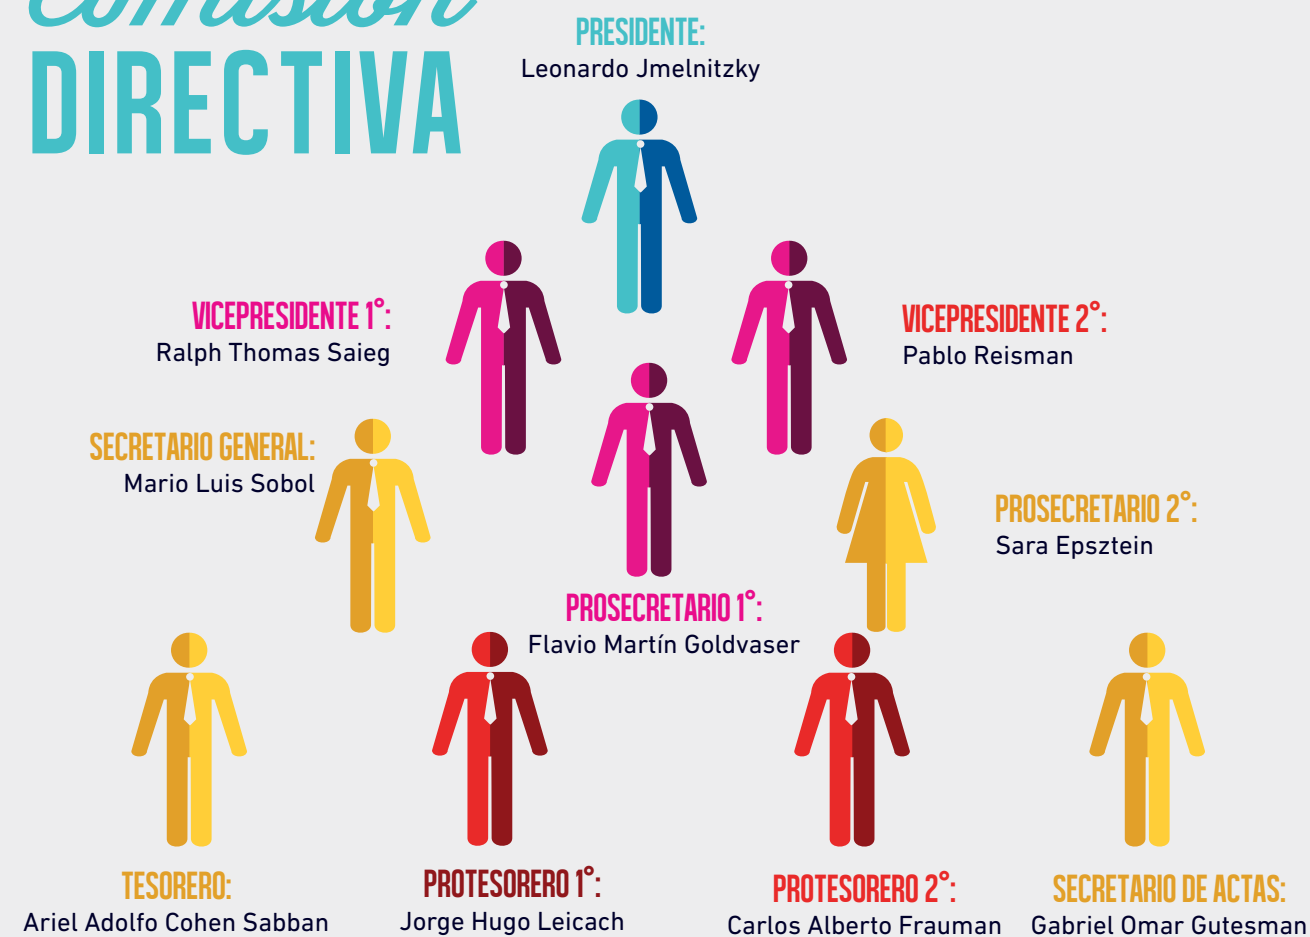 Comisión
DIRECTIVA
PRESIDENTE:
Leonardo Jmelnitzky
VICEPRESIDENTE 1°:
Ralph Thomas Saieg
VICEPRESIDENTE 2°:
Pablo Reisman
SECRETARIO GENERAL:
Mario Luis Sobol
PROSECRETARIO 2°:
Sara Epsztein
PROSECRETARIO 1°:
Flavio Martín Goldvaser
TESORERO:
Ariel Adolfo Cohen Sabban
PROTESORERO 1°:
Jorge Hugo Leicach
PROTESORERO 2°:
Carlos Alberto Frauman
SECRETARIO DE ACTAS:
Gabriel Omar Gutesman